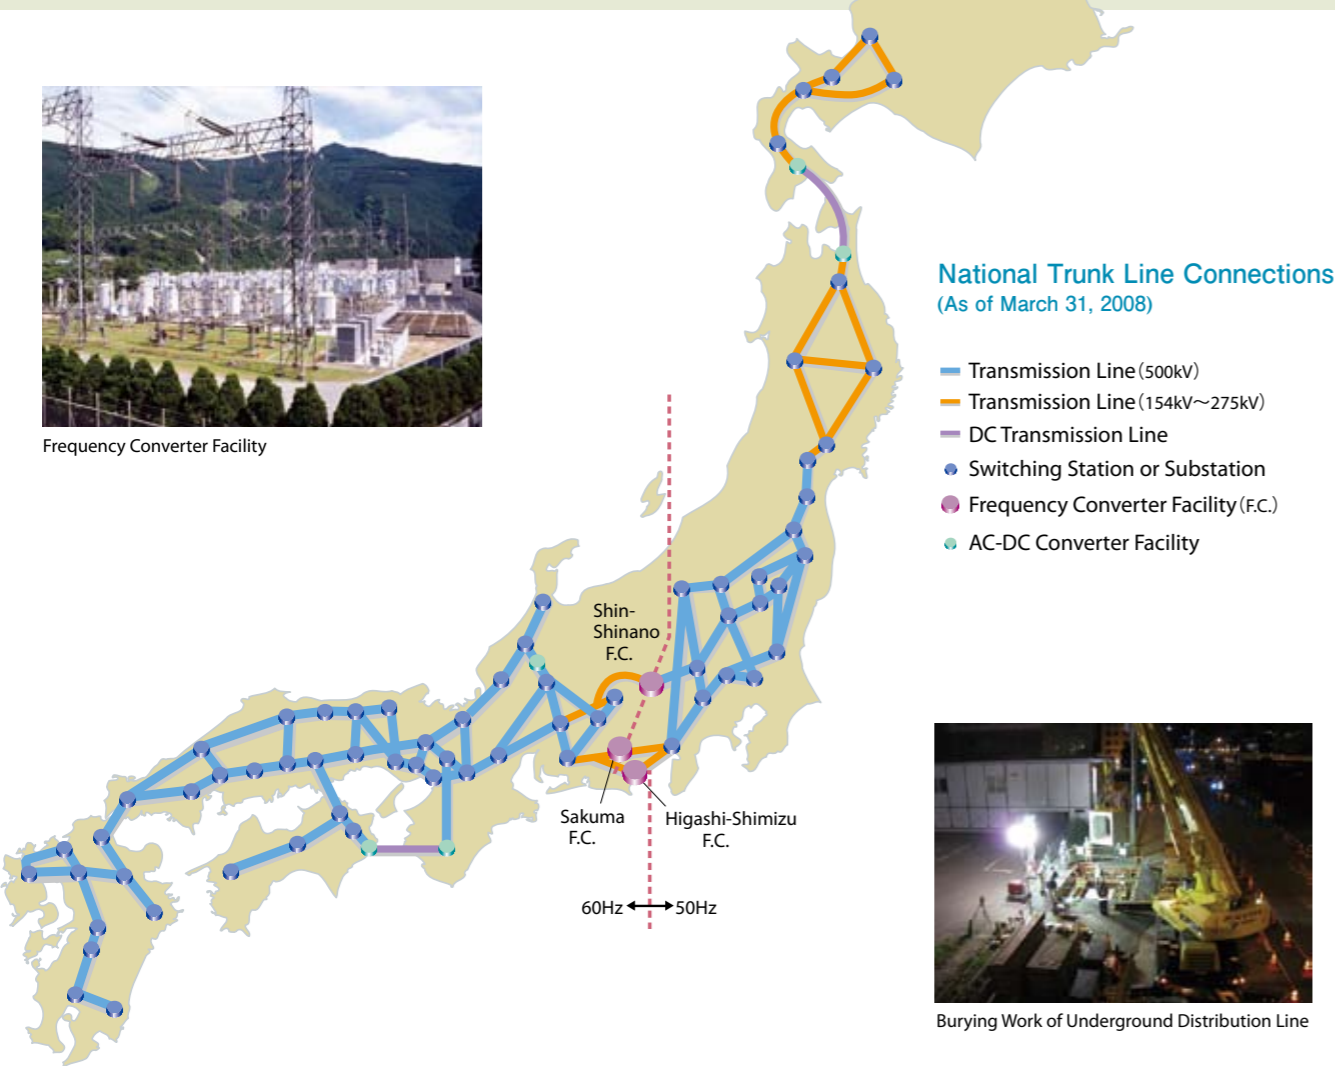 Frequency Converter Facility
National Trunk Line Connections
(As of March 31, 2008)
Transmission Line (500kV)
Transmission Line (154kV～275kV)
DC Transmission Line
Switching Station or Substation
Frequency Converter Facility (F.C.)
AC-DC Converter Facility
Shin-
Shinano
F.C.
Sakuma
F.C.
Higashi-Shimizu
F.C.
60Hz
50Hz
Burying Work of Underground Distribution Line